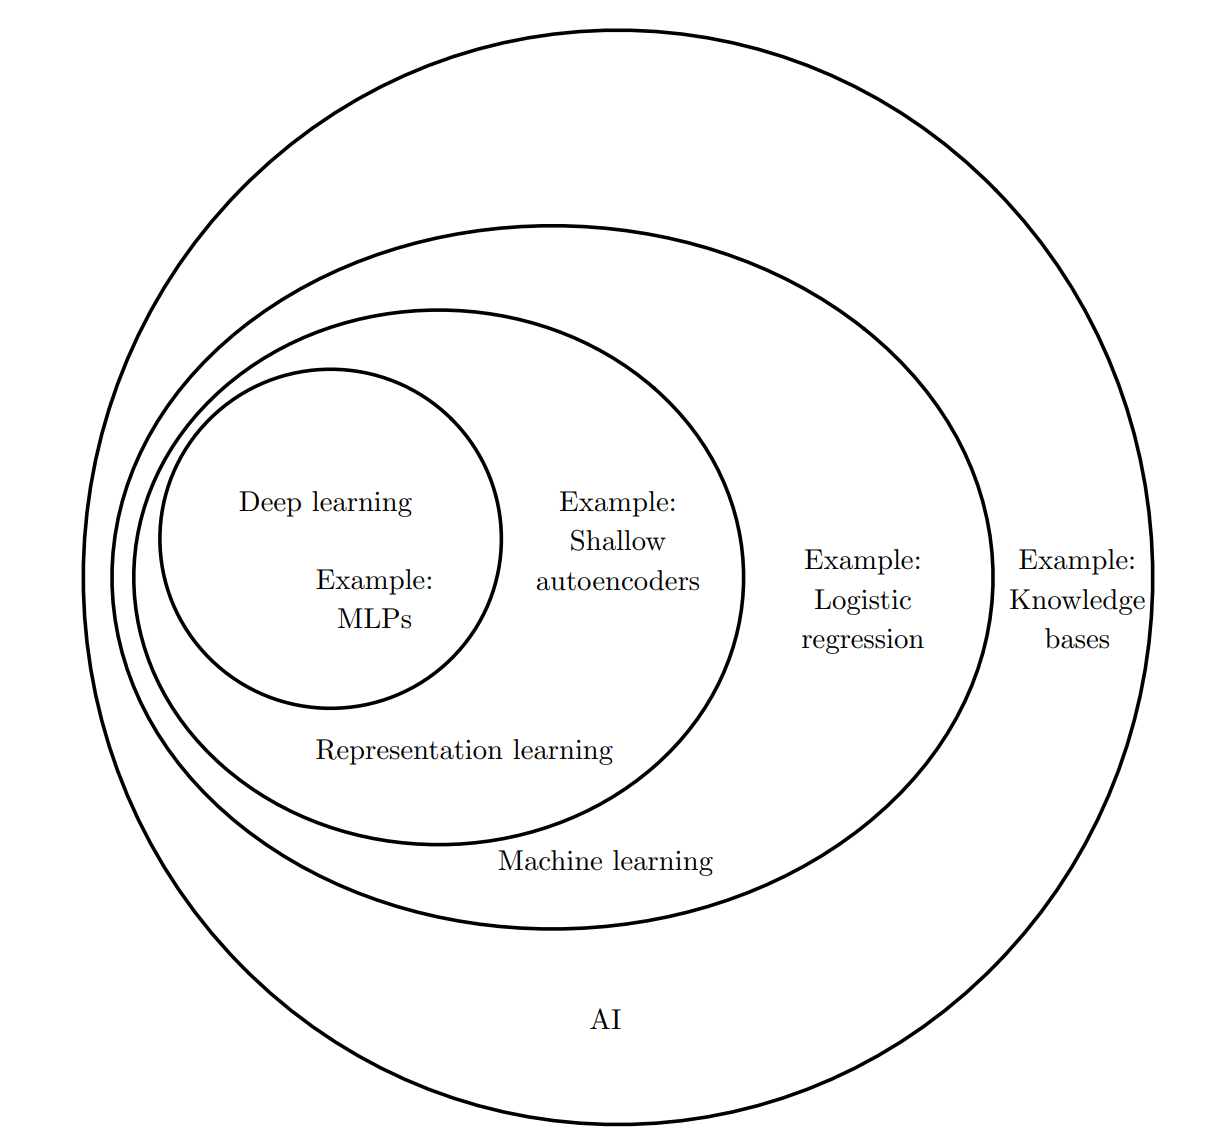 Deep learning
Example:
MLPs
Example:
Shallow
autoencoders
Example:
Logistic
regression
Example:
Knowledge
bases
Representation learning
Machine learning
AI